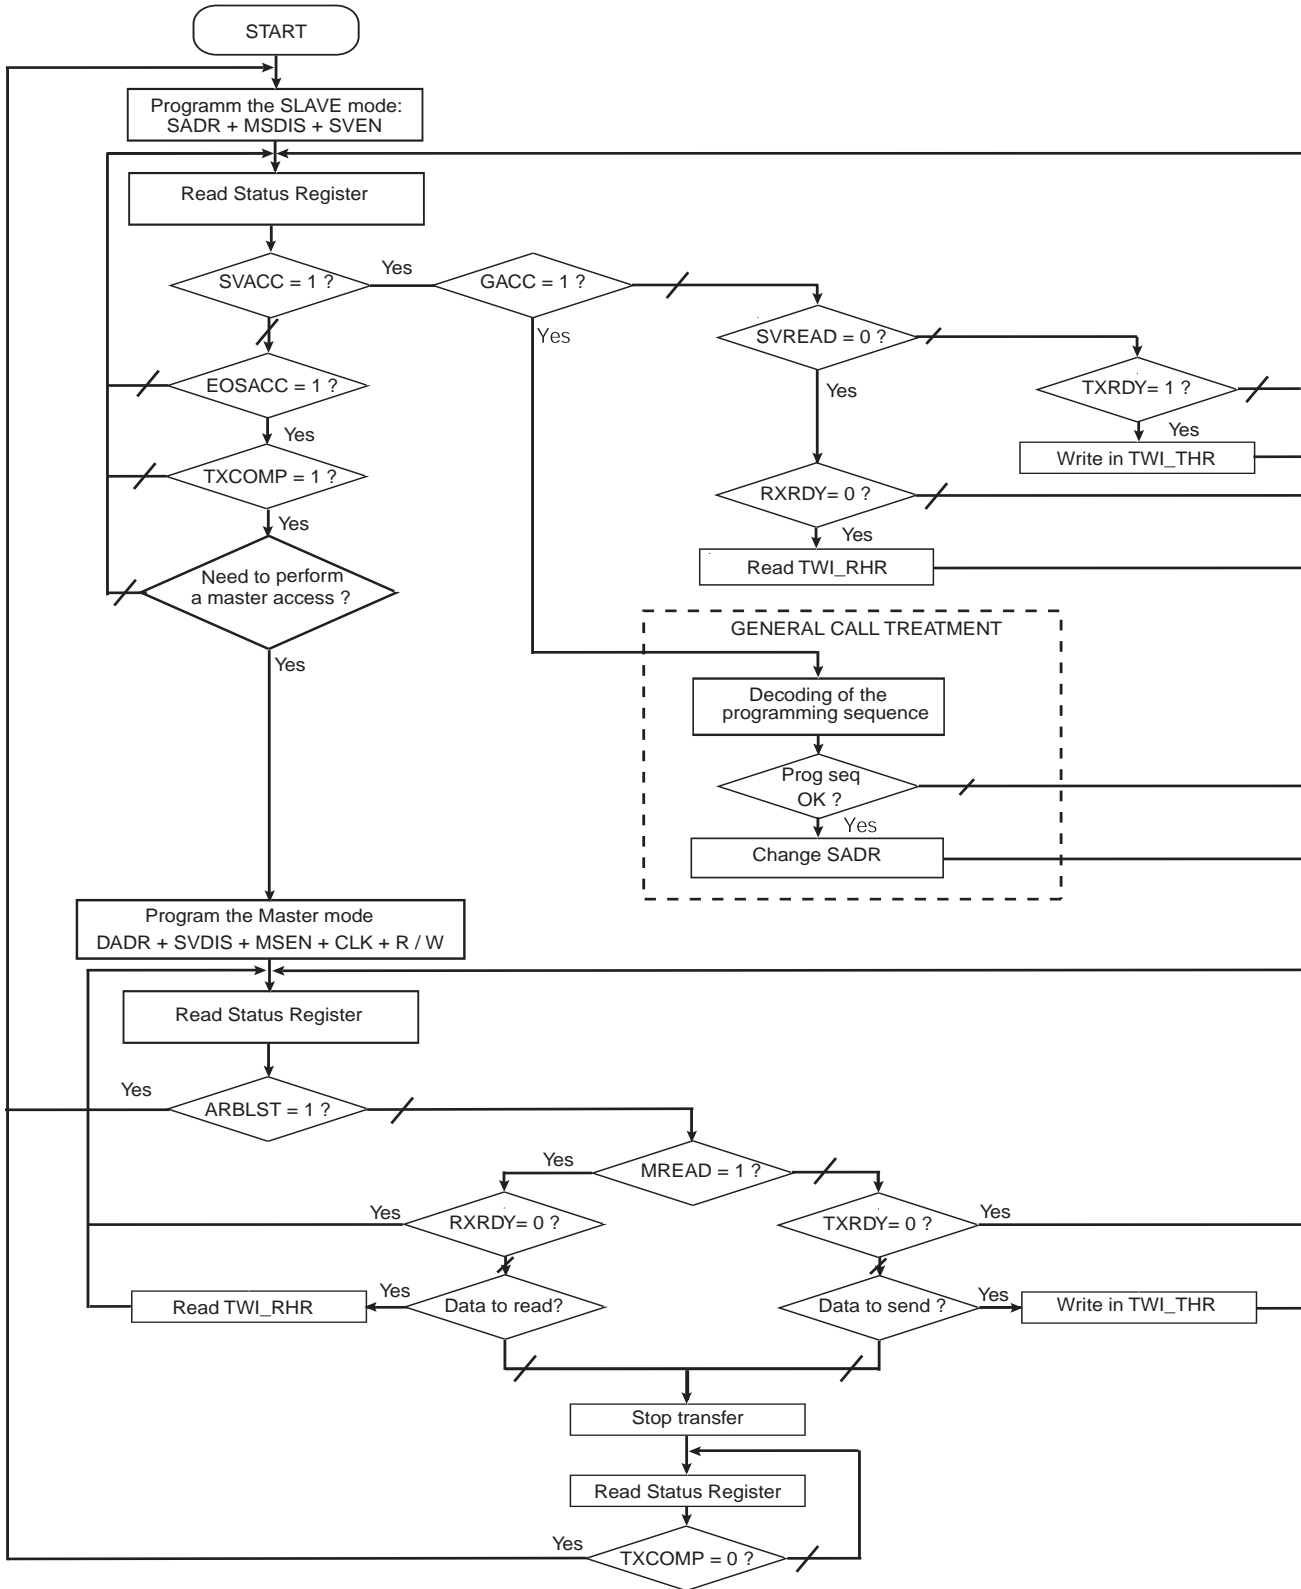 START
Programm the SLAVE mode:
SADR + MSDIS + SVEN
Read Status Register
SVACC = 1 ?
Yes
GACC = 1 ?
Yes
SVREAD = 0 ?
Yes
TXRDY= 1 ?
Yes
Write in TWI_THR
EOSACC = 1 ?
Yes
TXCOMP = 1 ?
Yes
RXRDY= 0 ?
Yes
Read TWI_RHR
Need to perform
a master access ?
Yes
GENERAL CALL TREATMENT
Decoding of the
programming sequence
Prog seq
OK ?
Yes
Change SADR
Program the Master mode
DADR + SVDIS + MSEN + CLK + R / W
Read Status Register
Yes
ARBLST = 1 ?
Yes
MREAD = 1 ?
Yes
RXRDY= 0 ?
TXRDY= 0 ?
Yes
Read TWI_RHR
Yes
Data to read?
Data to send ?
Yes
Write in TWI_THR
Stop transfer
Read Status Register
Yes
TXCOMP = 0 ?